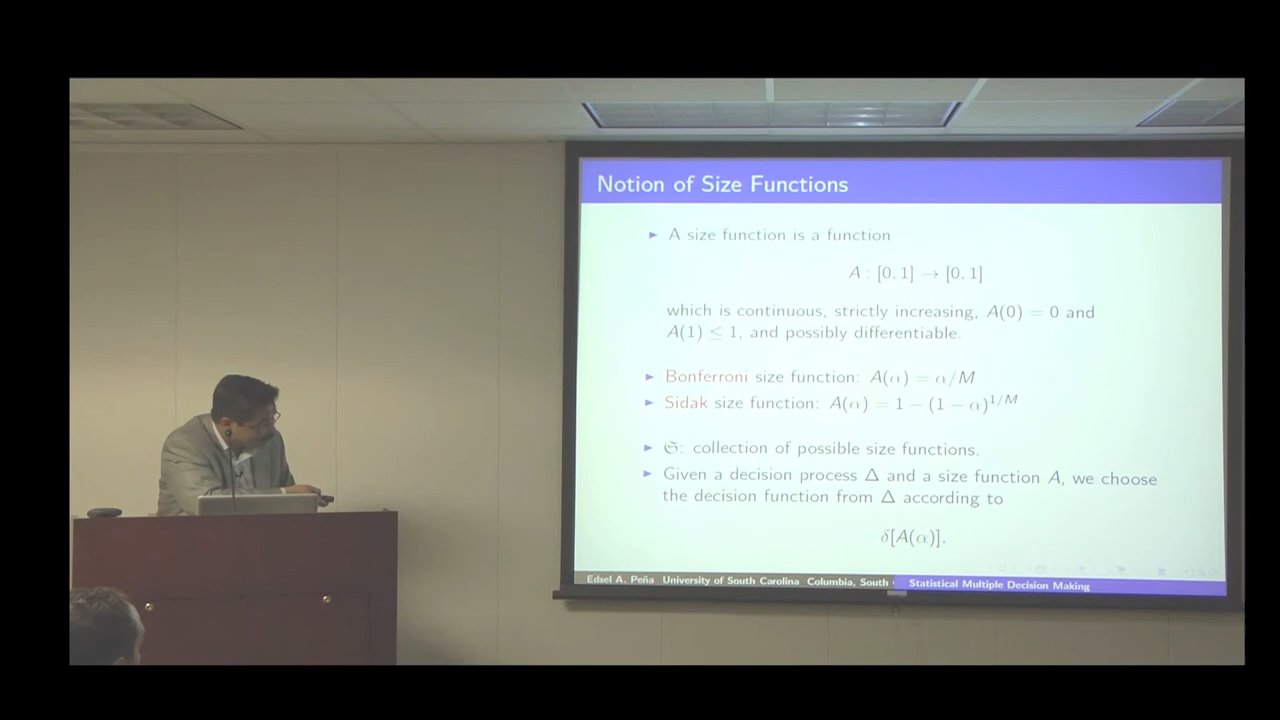 Notion of Size Functions
► A size function is a function
A : [0, 1] → [0, 1]
which is continuous, strictly increasing, A(0) = 0 and
A(1) ≤ 1, and possibly differentiable.
► Bonferroni size function: A(α) = α/M
► Sidak size function: A(α) = 1 − (1 − α)^{1/M}
► 𝔖: collection of possible size functions.
► Given a decision process Δ and a size function A, we choose
the decision function from Δ according to
δ[A(α)].
Edsel A. Peña University of South Carolina Columbia, South
Statistical Multiple Decision Making